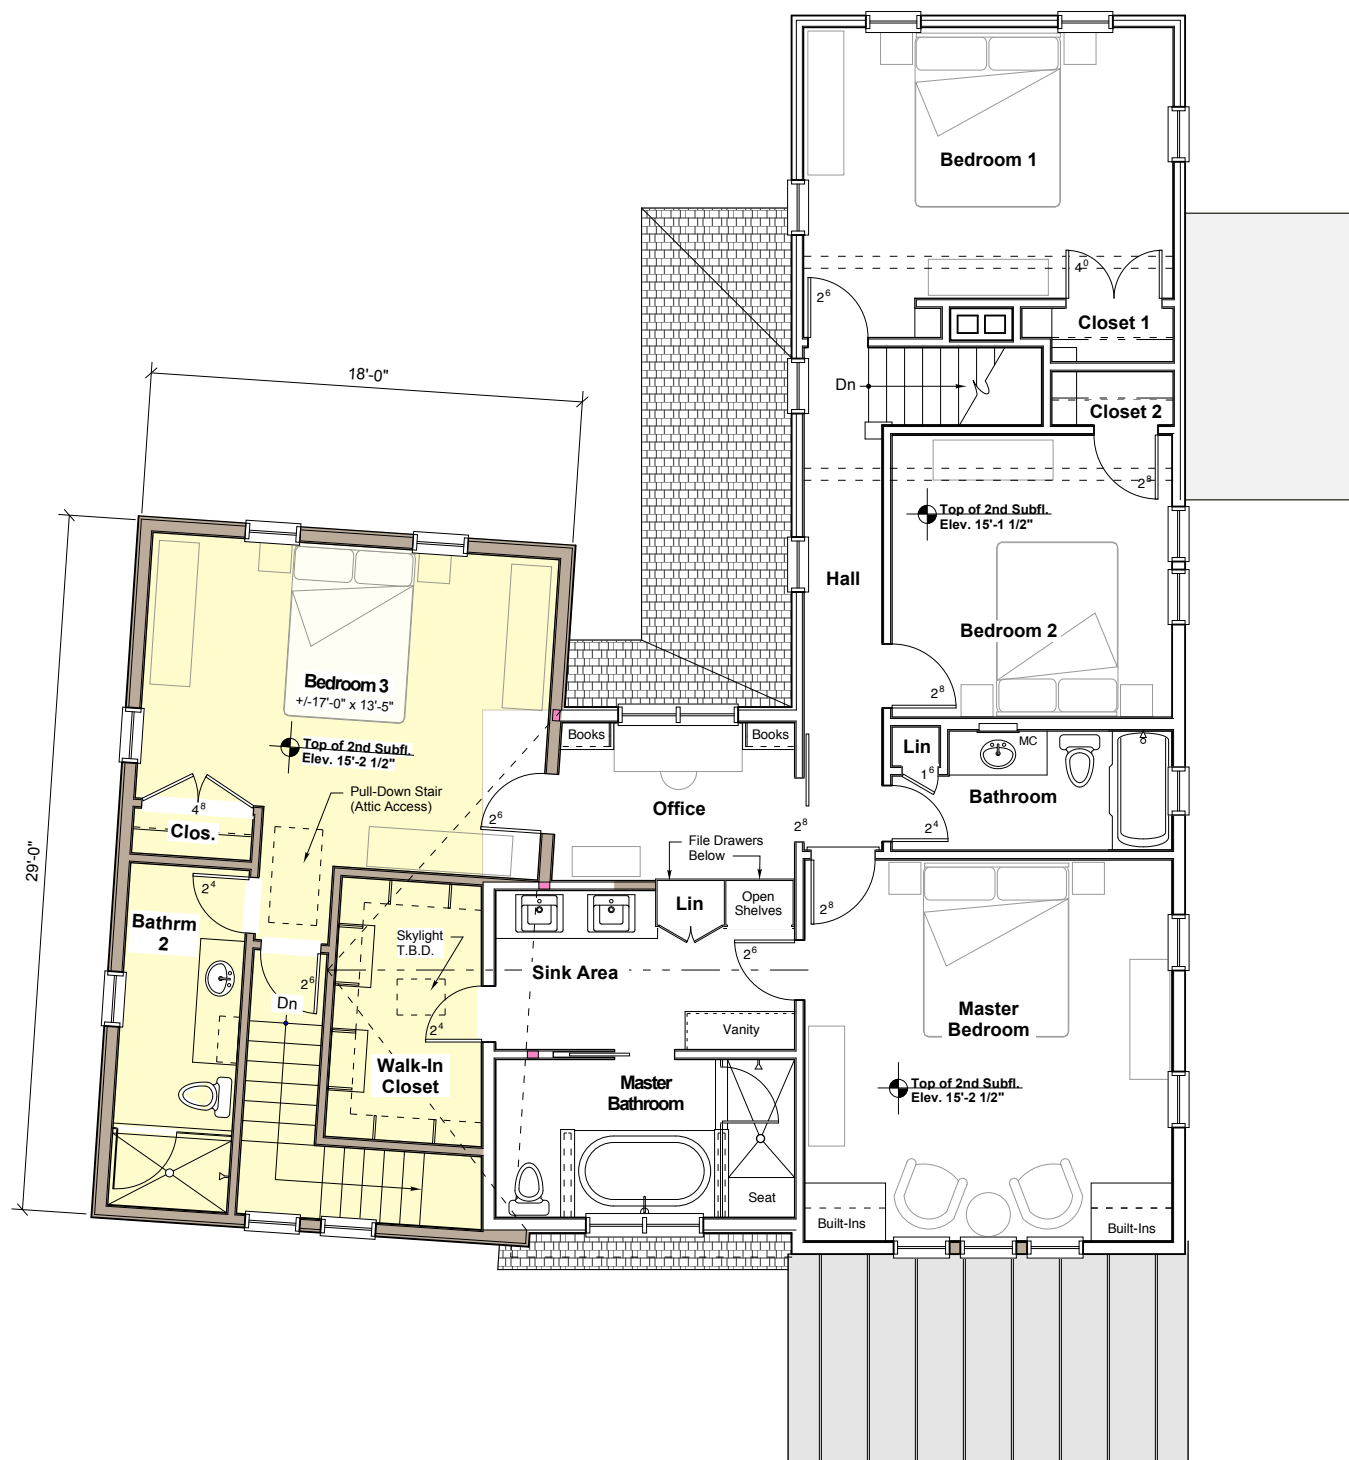 Bedroom 1
4⁰
2⁶
Closet 1
Dn
Closet 2
2⁸
18'-0"
Top of 2nd Subfl.
Elev. 15'-1 1/2"
Hall
Bedroom 2
2⁸
Bedroom 3
+/-17'-0" x 13'-5"
Top of 2nd Subfl.
Elev. 15'-2 1/2"
Books
Books
Lin
MC
1⁶
Bathroom
2⁴
Pull-Down Stair
(Attic Access)
4⁸
Clos.
2⁶
Office
2⁸
File Drawers
Below
29'-0"
2⁴
Bathrm
2
Lin
Open
Shelves
2⁸
Skylight
T.B.D.
Sink Area
2⁶
2⁶
Dn
2⁴
Vanity
Master
Bedroom
Walk-In
Closet
Master
Bathroom
Top of 2nd Subfl.
Elev. 15'-2 1/2"
Seat
Built-Ins
Built-Ins